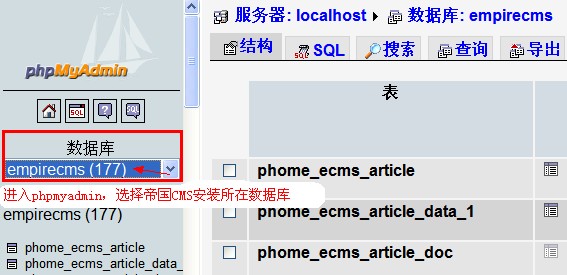 phpMyAdmin
SQL
数据库
empirecms (177)
进入phpmyadmin，选择帝国CMS安装所在数据库
empirecms (177)
phome_ecms_article
phome_ecms_article_data_
phome_ecms_article_doc
服务器: localhost ▸ 数据库: empirecms
结构 SQL 搜索 查询 导出
表
phome_ecms_article
phome_ecms_article_data_1
phome_ecms_article_doc